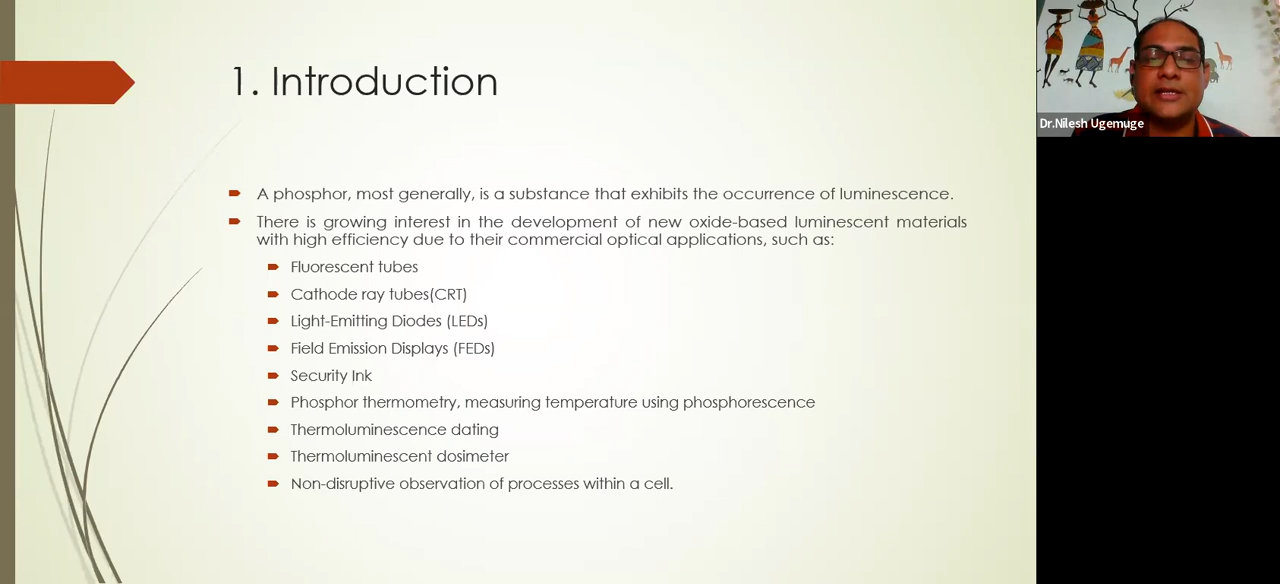 1. Introduction
A phosphor, most generally, is a substance that exhibits the occurrence of luminescence.
There is growing interest in the development of new oxide-based luminescent materials
with high efficiency due to their commercial optical applications, such as:
Fluorescent tubes
Cathode ray tubes(CRT)
Light-Emitting Diodes (LEDs)
Field Emission Displays (FEDs)
Security Ink
Phosphor thermometry, measuring temperature using phosphorescence
Thermoluminescence dating
Thermoluminescent dosimeter
Non-disruptive observation of processes within a cell.
Dr.Nilesh Ugemuge